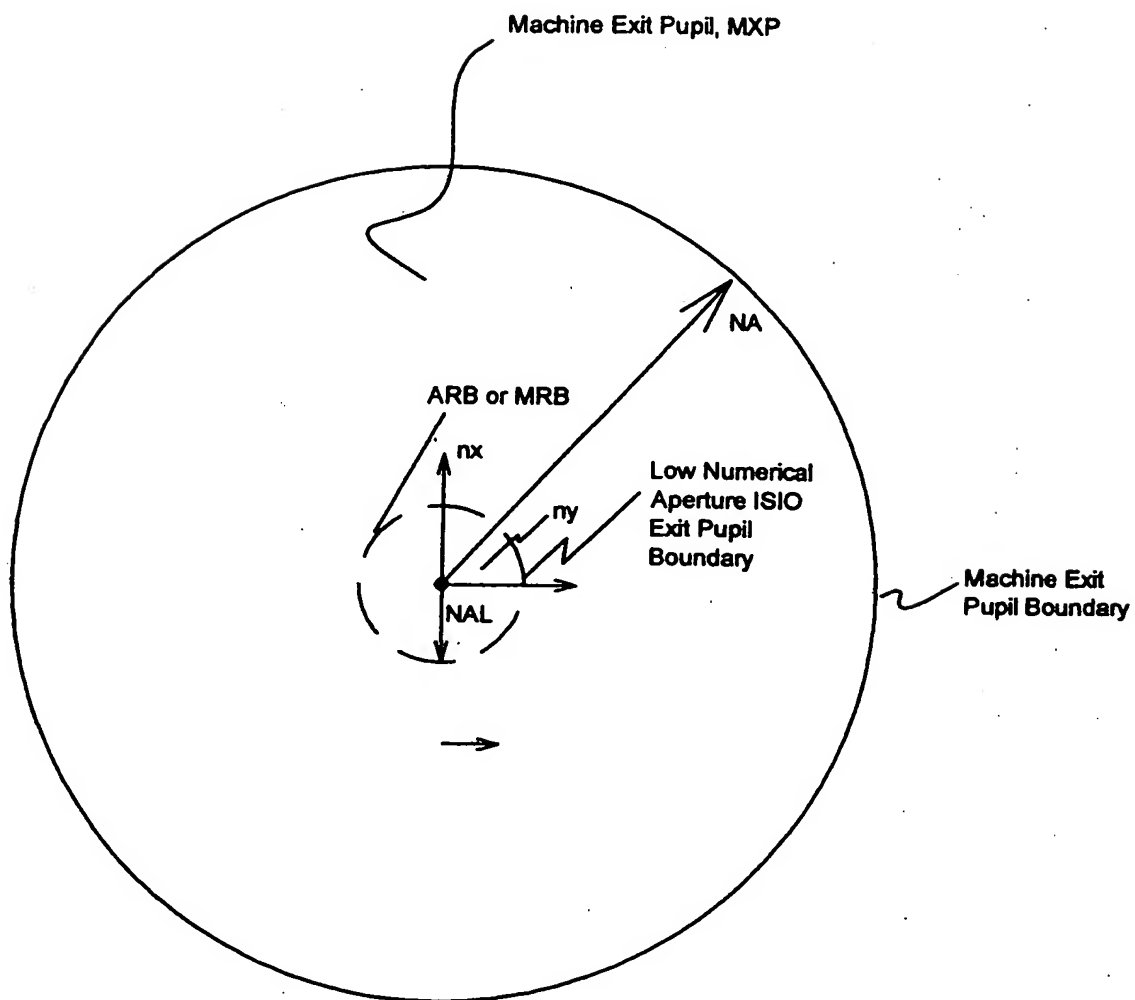 Machine Exit Pupil, MXP
NA
ARB or MRB
nx
Low Numerical
Aperture ISIO
Exit Pupil
Boundary
ny
Machine Exit
Pupil Boundary
NAL